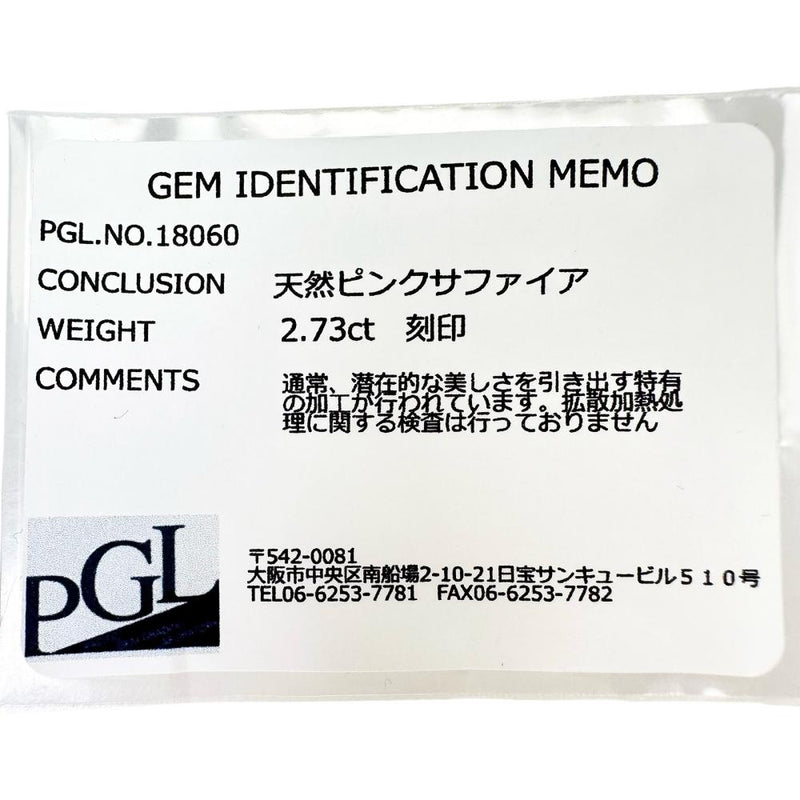 GEM IDENTIFICATION MEMO
PGL.NO.18060
CONCLUSION 天然ピンクサファイア
WEIGHT 2.73ct 刻印
COMMENTS 通常、潜在的な美しさを引き出す特有
の加工が行われています。拡散加熱処
理に関する検査は行っておりません
PGL
〒542-0081
大阪市中央区南船場2-10-21日宝サンキュービル５１０号
TEL06-6253-7781 FAX06-6253-7782